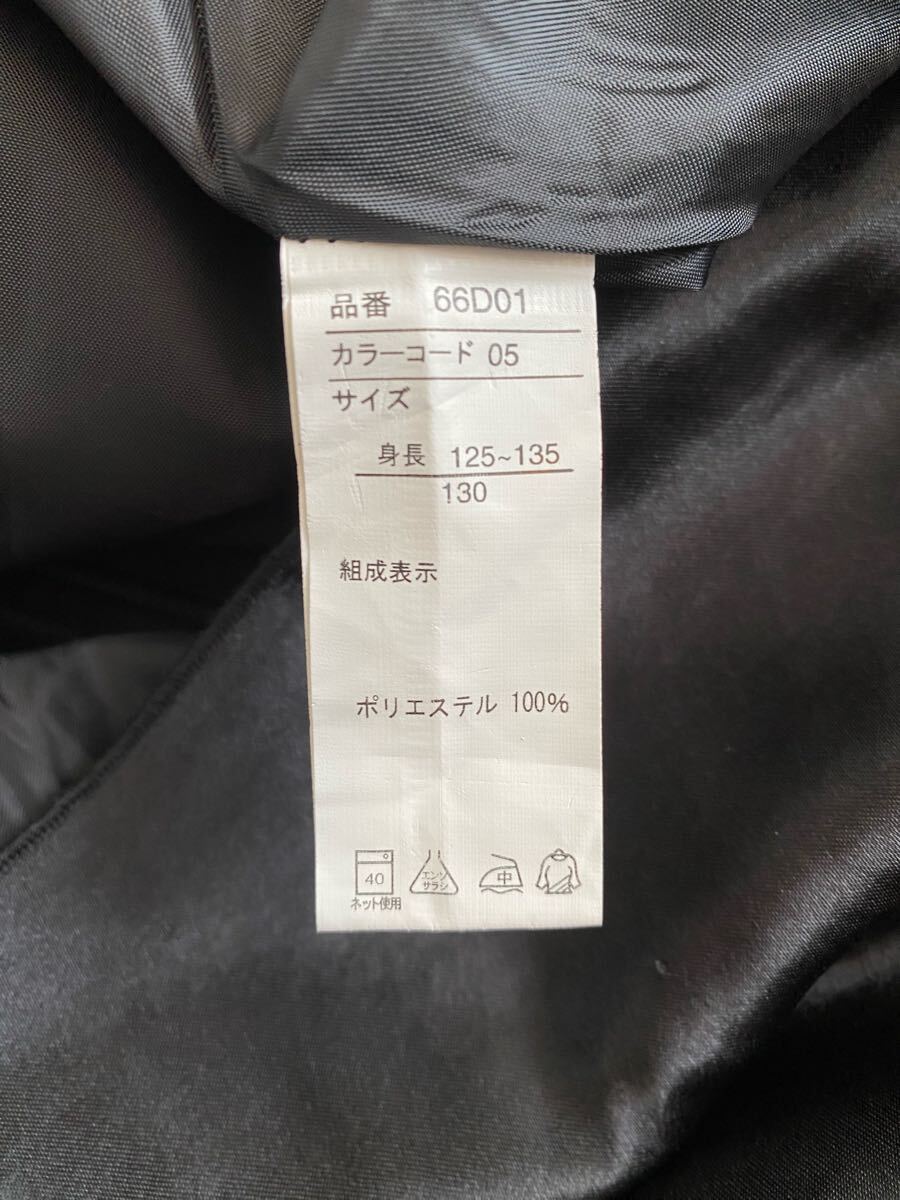 品番 66D01
カラーコード 05
サイズ
身長 125~135
130
組成表示
ポリエステル 100%
40
ネット使用
エンソ
サラシ
中